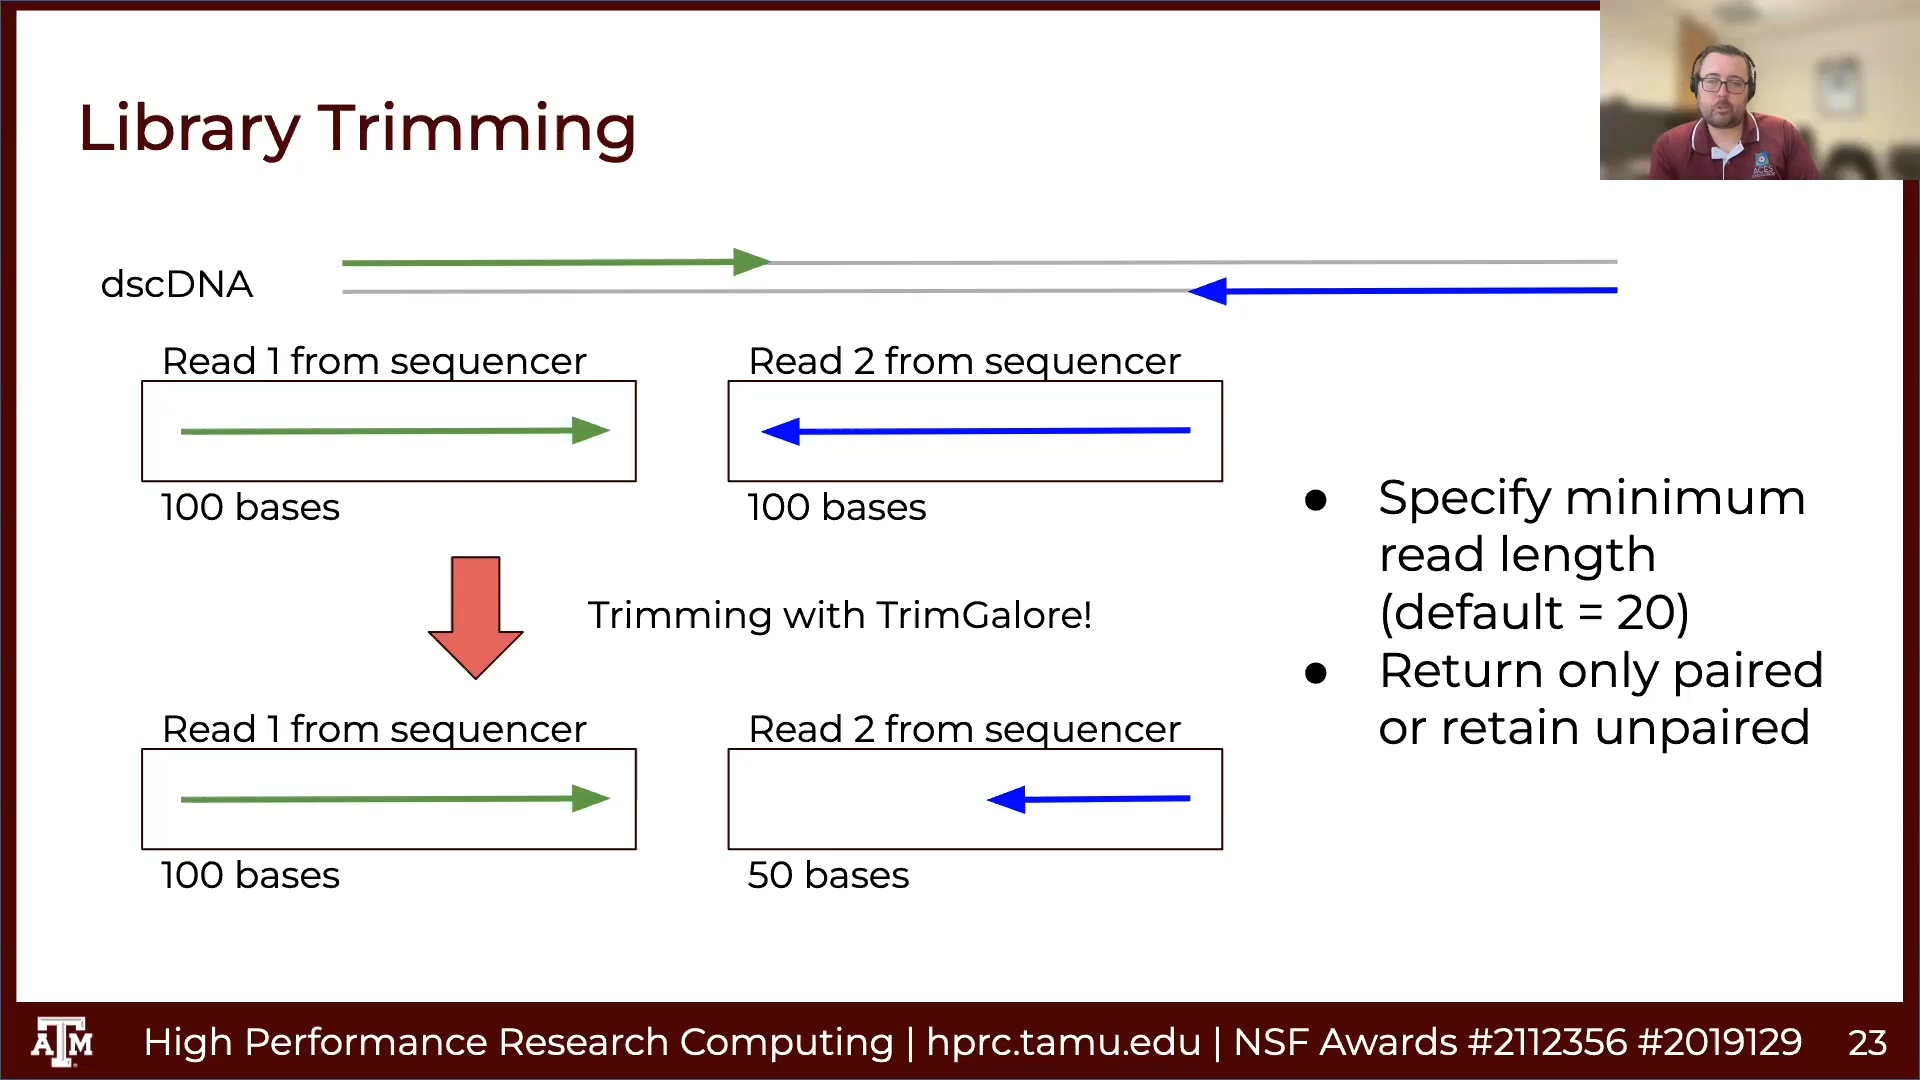 Library Trimming
dscDNA
Read 1 from sequencer
Read 2 from sequencer
100 bases
100 bases
Trimming with TrimGalore!
Read 1 from sequencer
Read 2 from sequencer
100 bases
50 bases
● Specify minimum
read length
(default = 20)
● Return only paired
or retain unpaired
ACES
ATM High Performance Research Computing | hprc.tamu.edu | NSF Awards #2112356 #2019129 23